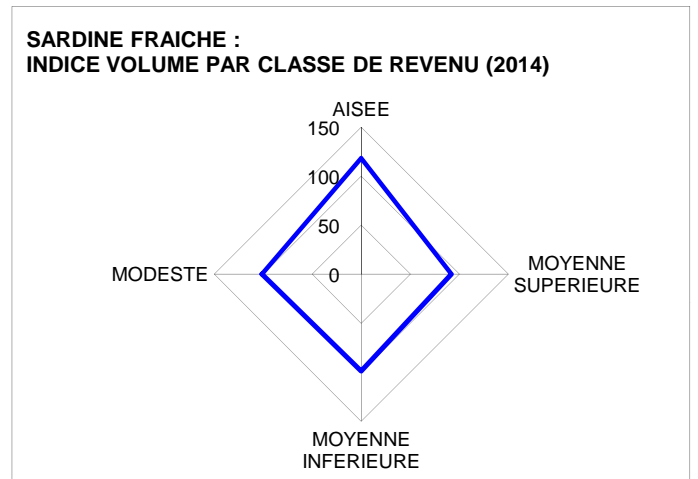 SARDINE FRAICHE :
INDICE VOLUME PAR CLASSE DE REVENU (2014)
AISEE
150
100
50
0
MODESTE
MOYENNE
SUPERIEURE
MOYENNE
INFERIEURE